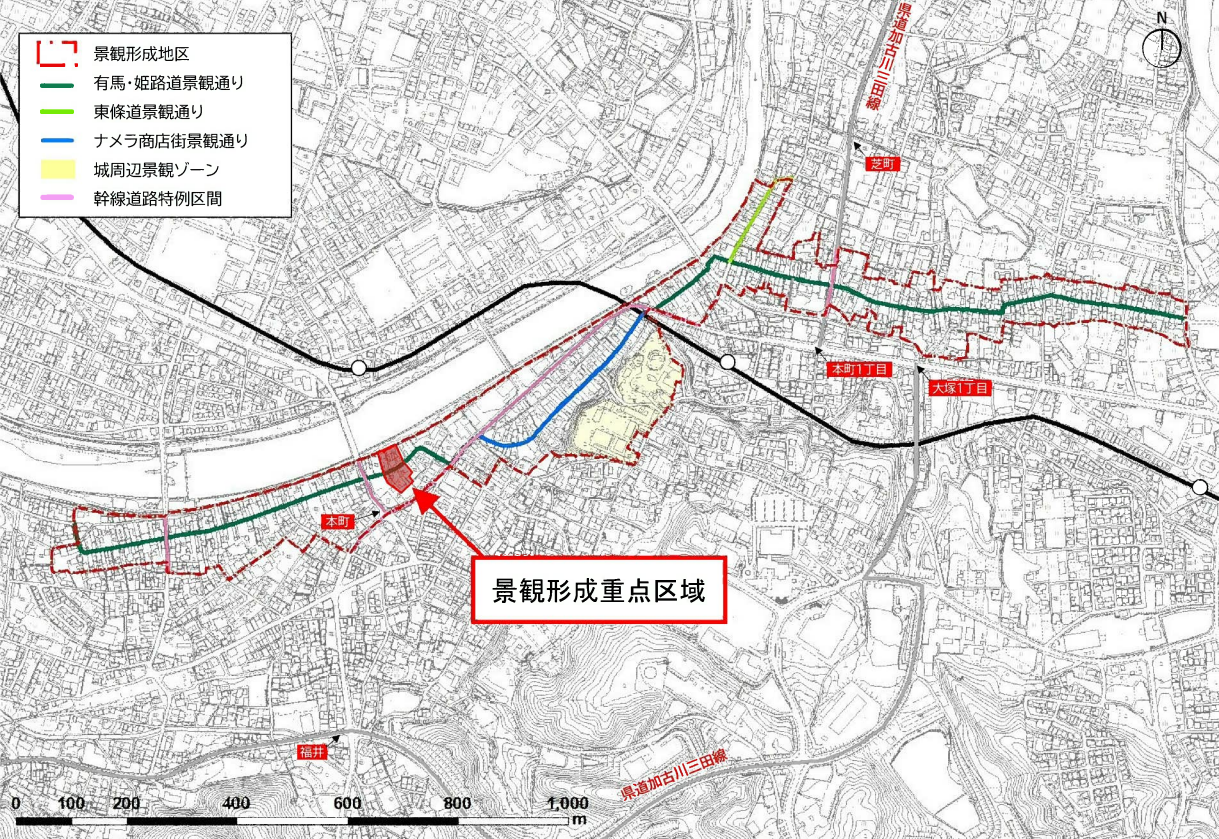 景観形成地区
有馬・姫路道景観通り
東條道景観通り
ナメラ商店街景観通り
城周辺景観ゾーン
幹線道路特例区間
県道加古川三田線
N
芝町
本町1丁目
大塚1丁目
本町
景観形成重点区域
福井
県道加古川三田線
0 100 200 400 600 800 1,000
m